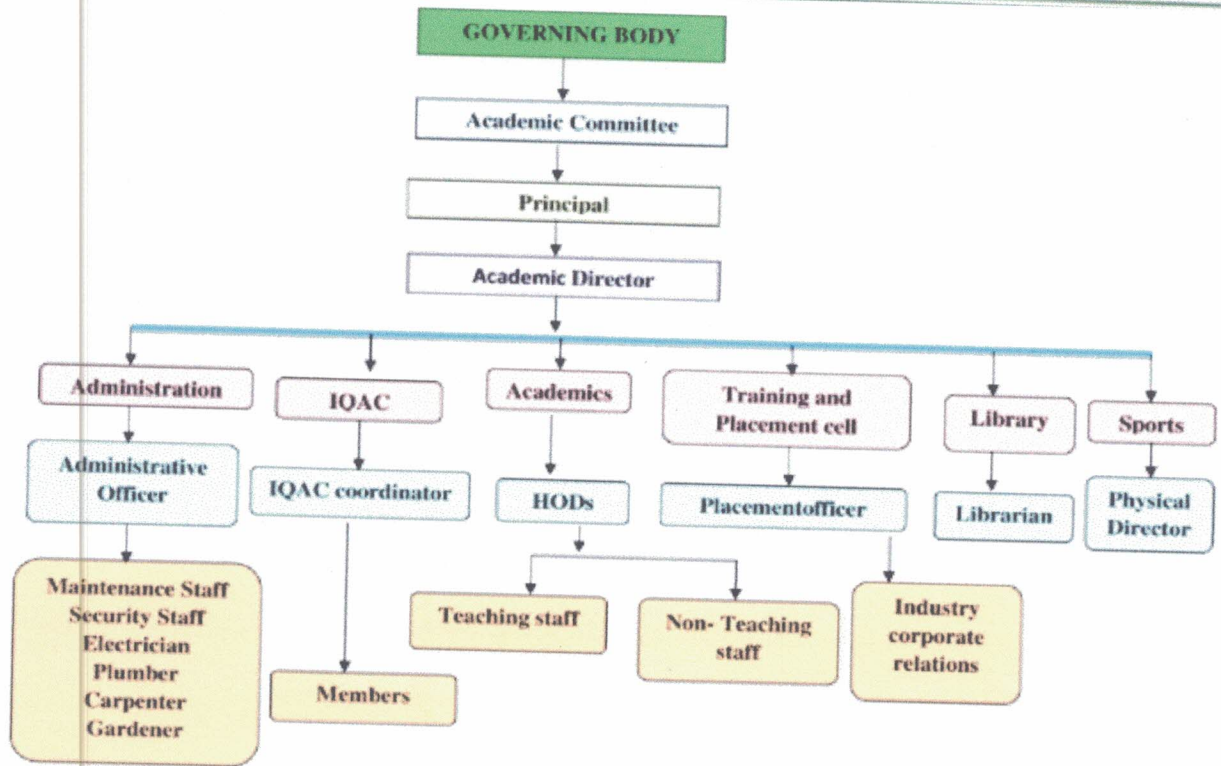 GOVERNING BODY
Academic Committee
Principal
Academic Director
Administration
IQAC
Academics
Training and
Placement cell
Library
Sports
Administrative
Officer
IQAC coordinator
HODs
Placementofficer
Librarian
Physical
Director
Maintenance Staff
Security Staff
Electrician
Plumber
Carpenter
Gardener
Members
Teaching staff
Non- Teaching
staff
Industry
corporate
relations